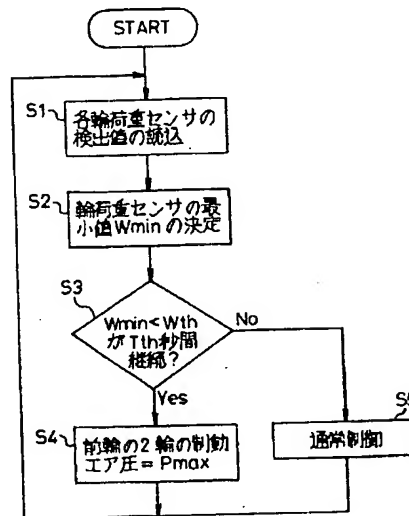 START
S1
各輪荷重センサの
検出値の読込
S2
輪荷重センサの最
小値Wminの決定
S3
Wmin<Wth
がTth秒間
継続?
No
Yes
S4
前輪の2輪の制動
エア圧=Pmax
S5
通常制御